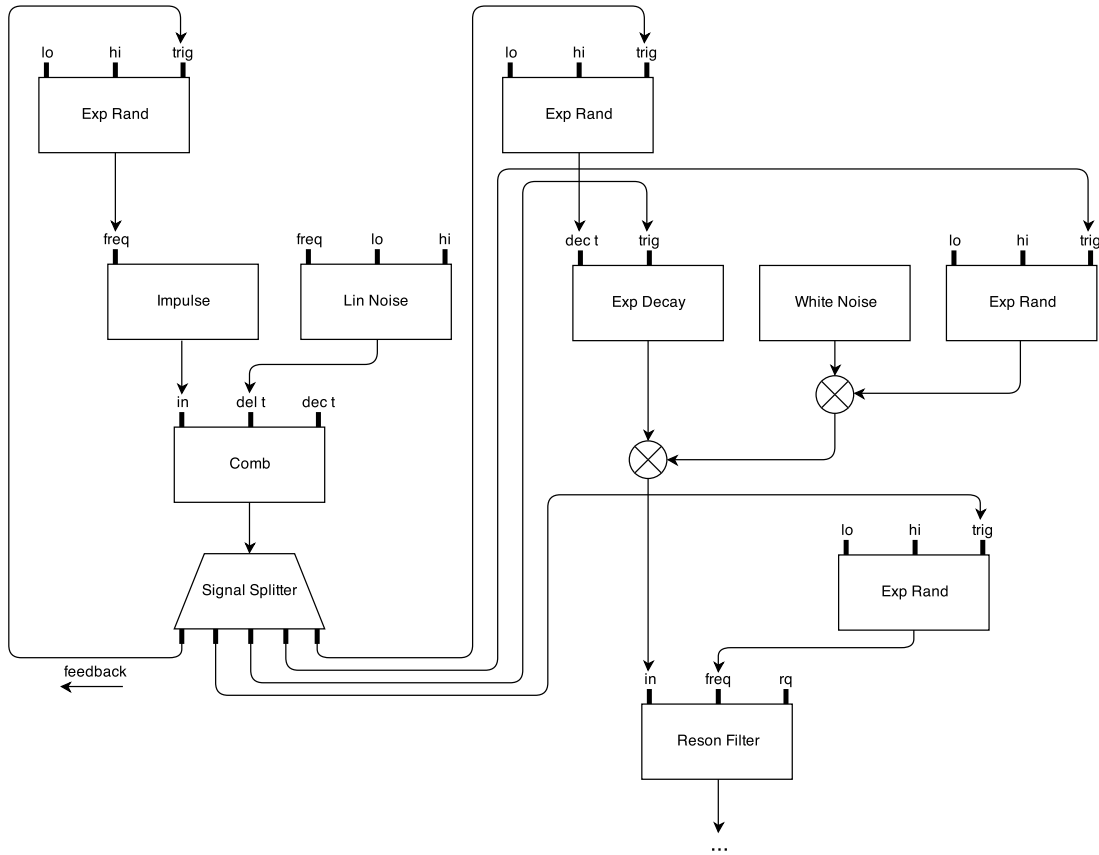 lo hi trig
Exp Rand
lo hi trig
Exp Rand
freq
Impulse
freq lo hi
Lin Noise
dec t trig
Exp Decay
White Noise
lo hi trig
Exp Rand
in del t dec t
Comb
Signal Splitter
feedback
lo hi trig
Exp Rand
in freq rq
Reson Filter
...